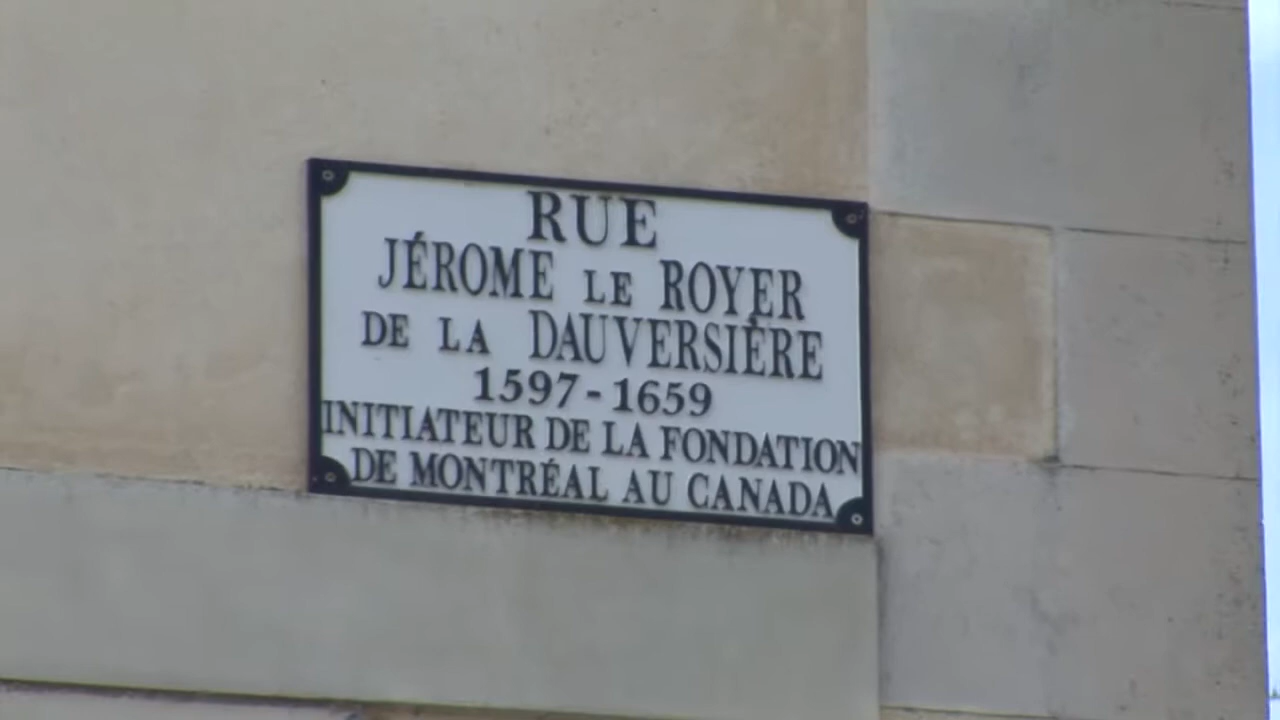 RUE
JÉROME LE ROYER
DE LA DAUVERSIÈRE
1597-1659
INITIATEUR DE LA FONDATION
DE MONTRÉAL AU CANADA